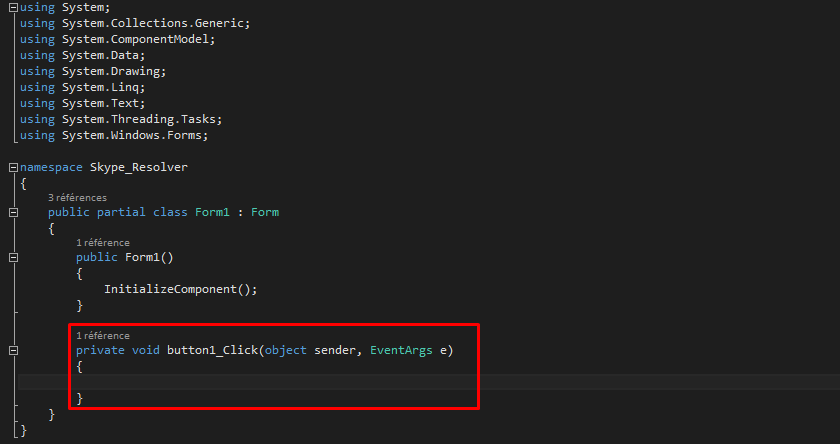 using System;
using System.Collections.Generic;
using System.ComponentModel;
using System.Data;
using System.Drawing;
using System.Linq;
using System.Text;
using System.Threading.Tasks;
using System.Windows.Forms;
namespace Skype_Resolver
{
3 références
public partial class Form1 : Form
{
1 référence
public Form1()
{
InitializeComponent();
}
1 référence
private void button1_Click(object sender, EventArgs e)
{
}
}
}